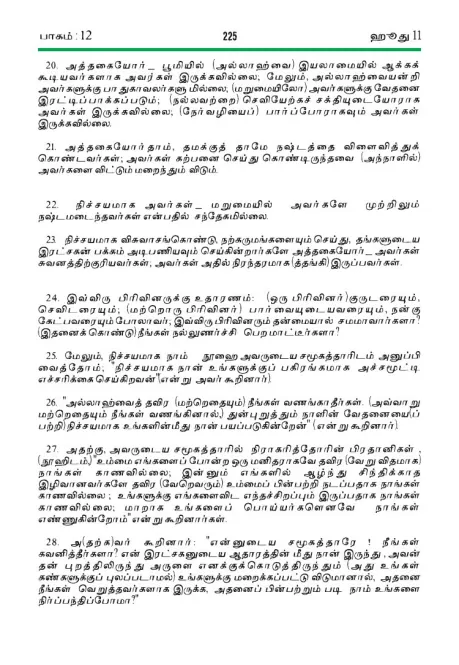 பாகம் : 12 225 ஹூது 11
20. அத்தகையோர் _ பூமியில் (அல்லாஹ்வை) இயலாமையில் ஆக்கக்
கூடியவர்களாக அவர்கள் இருக்கவில்லை; மேலும், அல்லாஹ்வையன்றி
அவர்களுக்கு பாதுகாவலர்களுமில்லை; (மறுமையிலோ) அவர்களுக்கு வேதனை
இரட்டிப்பாக்கப்படும்; (நல்லவற்றை) செவியேற்கச் சக்தியுடையோராக
அவர்கள் இருக்கவில்லை; (நேர்வழியைப்) பார்ப்போராகவும் அவர்கள்
இருக்கவில்லை.
21. அத்தகையோர்தாம், தமக்குத் தாமே நஷ்டத்தை விளைவித்துக்
கொண்டவர்கள்; அவர்கள் கற்பனை செய்து கொண்டிருந்தவை (அந்நாளில்)
அவர்களை விட்டும் மறைந்தும் விடும்.
22. நிச்சயமாக அவர்கள் _ மறுமையில் அவர்களே முற்றிலும்
நஷ்டமடைந்தவர்கள் என்பதில் சந்தேகமில்லை.
23. நிச்சயமாக விசுவாசங்கொண்டு, நற்கருமங்களையும் செய்து, தங்களுடைய
இரட்சகன் பக்கம் அடிபணியவும் செய்கின்றார்களே அத்தகையோர் _ அவர்கள்
சுவனத்திற்குரியவர்கள்; அவர்கள் அதில் நிரந்தரமாக (த்தங்கி) இருப்பவர்கள்.
24. இவ்விரு பிரிவினருக்கு உதாரணம்: (ஒரு பிரிவினர்) குருடரையும்,
செவிடரையும்; (மற்றொரு பிரிவினர்) பார்வையுடையவரையும், நன்கு
கேட்பவரையும் போலாவர்; இவ்விரு பிரிவினரும் தன்மையால் சமமாவார்களா?
(இதனைக் கொண்டு) நீங்கள் நல்லுணர்ச்சி பெறமாட்டீர்களா?
25. மேலும், நிச்சயமாக நாம் நூஹை அவருடைய சமூகத்தாரிடம் அனுப்பி
வைத்தோம்; "நிச்சயமாக நான் உங்களுக்குப் பகிரங்கமாக அச்சமூட்டி
எச்சரிக்கை செய்கிறவன்" (என்று அவர் கூறினார்).
26. "அல்லாஹ்வைத் தவிர (மற்றெதையும்) நீங்கள் வணங்காதீர்கள். (அவ்வாறு
மற்றெதையும் நீங்கள் வணங்கினால்,) துன்புறுத்தும் நாளின் வேதனையை(ப்
பற்றி) நிச்சயமாக உங்களின்மீது நான் பயப்படுகின்றேன்" (என்று கூறினார்).
27. அதற்கு, அவருடைய சமூகத்தாரில் நிராகரித்தோரின் பிரதானிகள் ,
(நூஹிடம்,) "உம்மை எங்களைப் போன்ற ஒரு மனிதராகவே தவிர (வேறு விதமாக)
நாங்கள் காணவில்லை; இன்னும் எங்களில் ஆழ்ந்து சிந்திக்காத
இழிவானவர்களே தவிர (வேறெவரும்) உம்மைப் பின்பற்றி நடப்பதாக நாங்கள்
காணவில்லை ; உங்களுக்கு எங்களைவிட எந்தச்சிறப்பும் இருப்பதாக நாங்கள்
காணவில்லை; மாறாக உங்களைப் பொய்யர்களெனவே நாங்கள்
எண்ணுகின்றோம்" என்று கூறினார்கள்.
28. அ(தற்க)வர் கூறினார்: "என்னுடைய சமூகத்தாரே ! நீங்கள்
கவனித்தீர்களா? என் இரட்சகனுடைய ஆதாரத்தின் மீது நான் இருந்து , அவன்
தன் புறத்திலிருந்து அருளை எனக்குக்கொடுத்திருந்தும் (அது உங்கள்
கண்களுக்குப் புலப்படாமல்) உங்களுக்கு மறைக்கப்பட்டு விடுமானால், அதனை
நீங்கள் வெறுத்தவர்களாக இருக்க, அதனைப் பின்பற்றும் படி நாம் உங்களை
நிர்ப்பந்திப்போமா?"